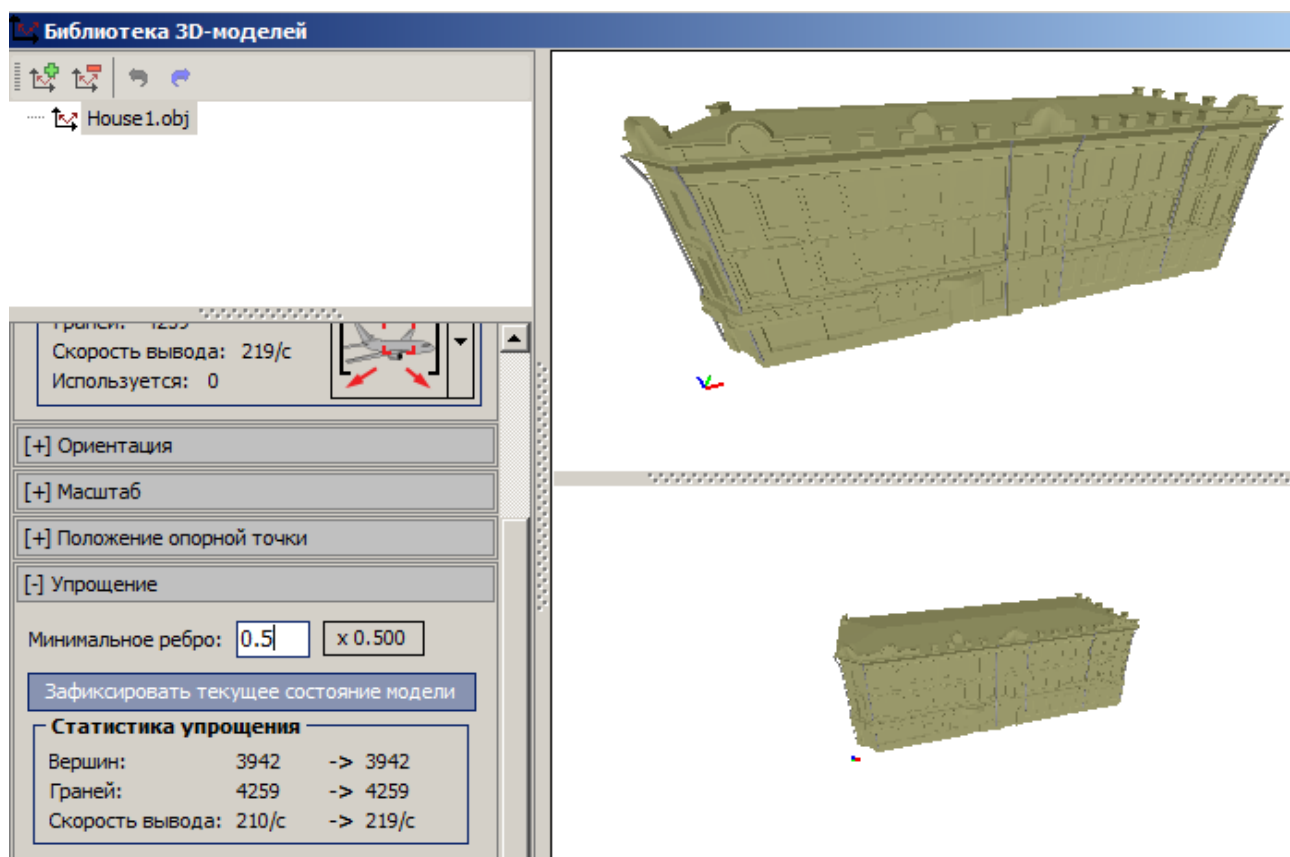 Библиотека 3D-моделей
House1.obj
Граней: 4259
Скорость вывода: 219/с
Используется: 0
[+] Ориентация
[+] Масштаб
[+] Положение опорной точки
[-] Упрощение
Минимальное ребро: 0.5 x 0.500
Зафиксировать текущее состояние модели
Статистика упрощения
Вершин: 3942 -> 3942
Граней: 4259 -> 4259
Скорость вывода: 210/с -> 219/с